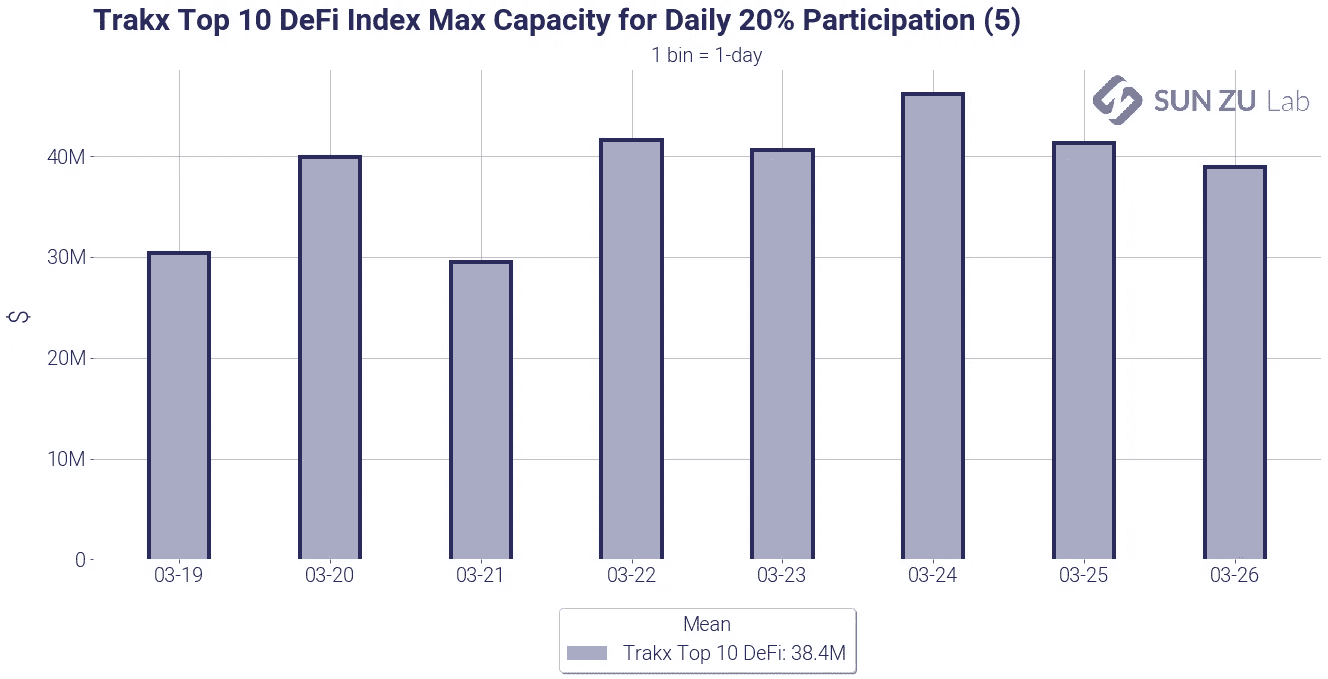 Trakx Top 10 DeFi Index Max Capacity for Daily 20% Participation (5)
1 bin = 1-day
SUN ZU Lab
40M
30M
20M
10M
0
$
03-19 03-20 03-21 03-22 03-23 03-24 03-25 03-26
Mean
Trakx Top 10 DeFi: 38.4M